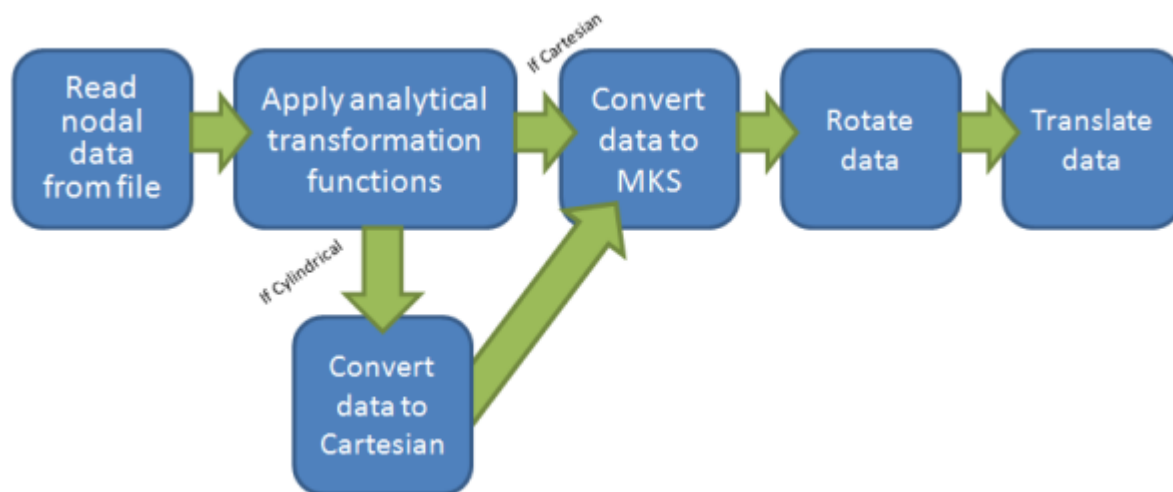 Read
nodal
data
from file
Apply analytical
transformation
functions
If Cartesian
Convert
data to
MKS
Rotate
data
Translate
data
If Cylindrical
Convert
data to
Cartesian